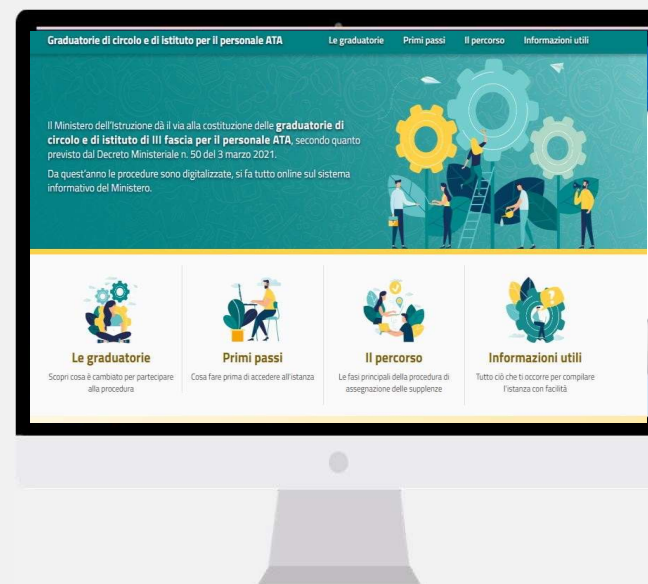 Graduatorie di circolo e di istituto per il personale ATA
Le graduatorie
Primi passi
Il percorso
Informazioni utili
Il Ministero dell'Istruzione dà il via alla costituzione delle graduatorie di
circolo e di istituto di III fascia per il personale ATA, secondo quanto
previsto dal Decreto Ministeriale n. 50 del 3 marzo 2021.
Da quest'anno le procedure sono digitalizzate, si fa tutto online sul sistema
informativo del Ministero.
Le graduatorie
Scopri cosa è cambiato per partecipare
alla procedura
Primi passi
Cosa fare prima di accedere all'istanza
Il percorso
Le fasi principali della procedura di
assegnazione delle supplenze
Informazioni utili
Tutto ciò che ti occorre per compilare
l'istanza con facilità